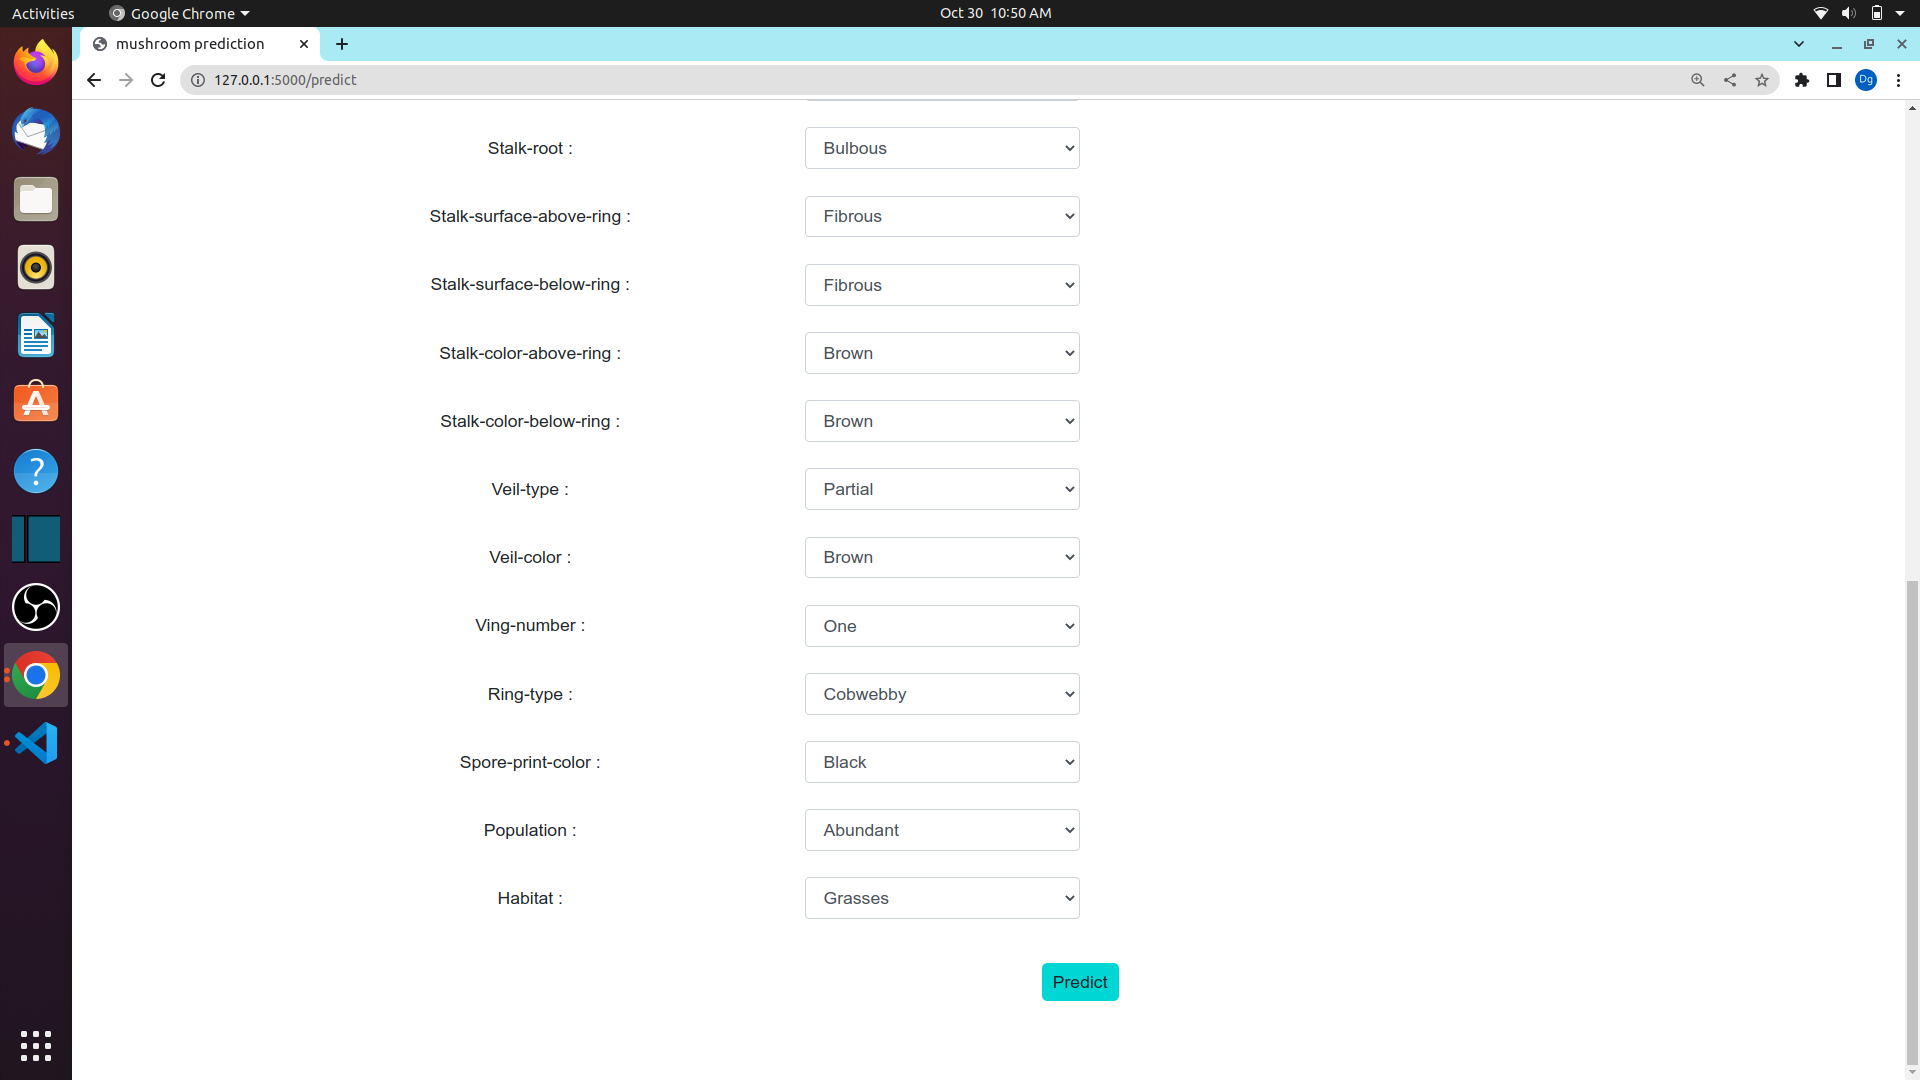 Activities Google Chrome Oct 30 10:50 AM
mushroom prediction
127.0.0.1:5000/predict Dg
Stalk-root : Bulbous
Stalk-surface-above-ring : Fibrous
Stalk-surface-below-ring : Fibrous
Stalk-color-above-ring : Brown
Stalk-color-below-ring : Brown
Veil-type : Partial
Veil-color : Brown
Ving-number : One
Ring-type : Cobwebby
Spore-print-color : Black
Population : Abundant
Habitat : Grasses
Predict